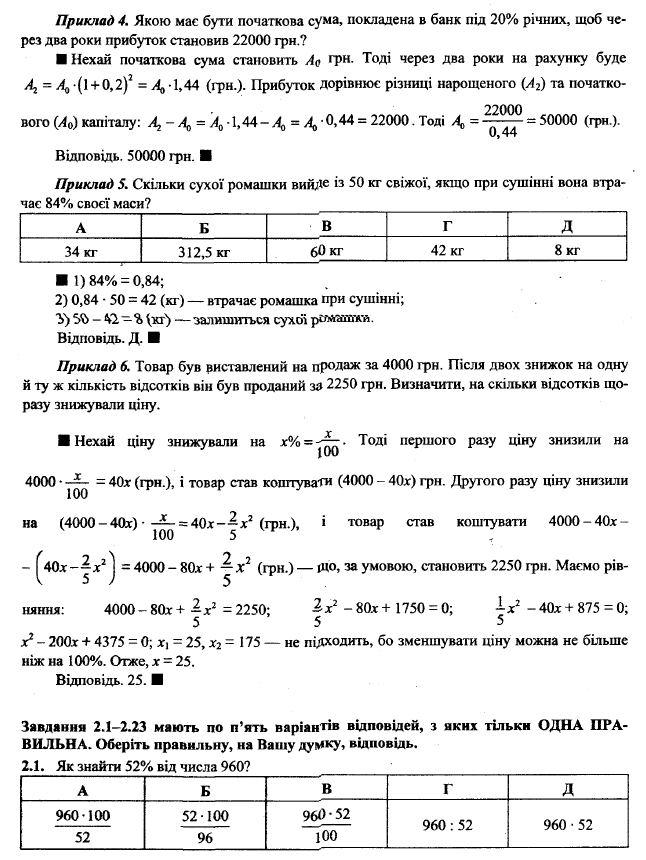 Приклад 4. Якою має бути початкова сума, покладена в банк під 20% річних, щоб че-
рез два роки прибуток становив 22000 грн.?
■ Нехай початкова сума становить A₀ грн. Тоді через два роки на рахунку буде
A₂ = A₀ · (1 + 0,2)² = A₀ · 1,44 (грн.). Прибуток дорівнює різниці нарощеного (A₂) та початко-
вого (A₀) капіталу: A₂ – A₀ = A₀ · 1,44 – A₀ = A₀ · 0,44 = 22000. Тоді A₀ = 22000/0,44 = 50000 (грн.).
Відповідь. 50000 грн. ■
Приклад 5. Скільки сухої ромашки вийде із 50 кг свіжої, якщо при сушінні вона втра-
чає 84% своєї маси?
А Б В Г Д
34 кг 312,5 кг 60 кг 42 кг 8 кг
■ 1) 84% = 0,84;
2) 0,84 · 50 = 42 (кг) — втрачає ромашка при сушінні;
3) 50 – 42 = 8 (кг) — залишиться сухої ромашки.
Відповідь. Д. ■
Приклад 6. Товар був виставлений на продаж за 4000 грн. Після двох знижок на одну
й ту ж кількість відсотків він був проданий за 2250 грн. Визначити, на скільки відсотків що-
разу знижували ціну.
■ Нехай ціну знижували на x% = x/100. Тоді першого разу ціну знизили на
4000 · x/100 = 40x (грн.), і товар став коштувати (4000 – 40x) грн. Другого разу ціну знизили
на (4000 – 40x) · x/100 = 40x – 2/5 x² (грн.), і товар став коштувати 4000 – 40x –
– (40x – 2/5 x²) = 4000 – 80x + 2/5 x² (грн.) — що, за умовою, становить 2250 грн. Маємо рів-
няння: 4000 – 80x + 2/5 x² = 2250; 2/5 x² – 80x + 1750 = 0; 1/5 x² – 40x + 875 = 0;
x² – 200x + 4375 = 0; x₁ = 25, x₂ = 175 — не підходить, бо зменшувати ціну можна не більше
ніж на 100%. Отже, x = 25.
Відповідь. 25. ■
Завдання 2.1–2.23 мають по п'ять варіантів відповідей, з яких тільки ОДНА ПРА-
ВИЛЬНА. Оберіть правильну, на Вашу думку, відповідь.
2.1. Як знайти 52% від числа 960?
А Б В Г Д
960·100/52 52·100/96 960·52/100 960 : 52 960 · 52